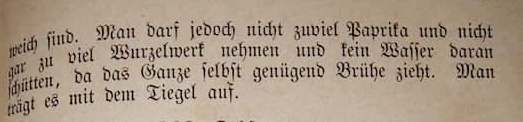 weich sind. Man darf jedoch nicht zuviel Paprika und nicht
gar zu viel Wurzelwerk nehmen und kein Wasser daran
schütten, da das Ganze selbst genügend Brühe zieht. Man
trägt es mit dem Tiegel auf.